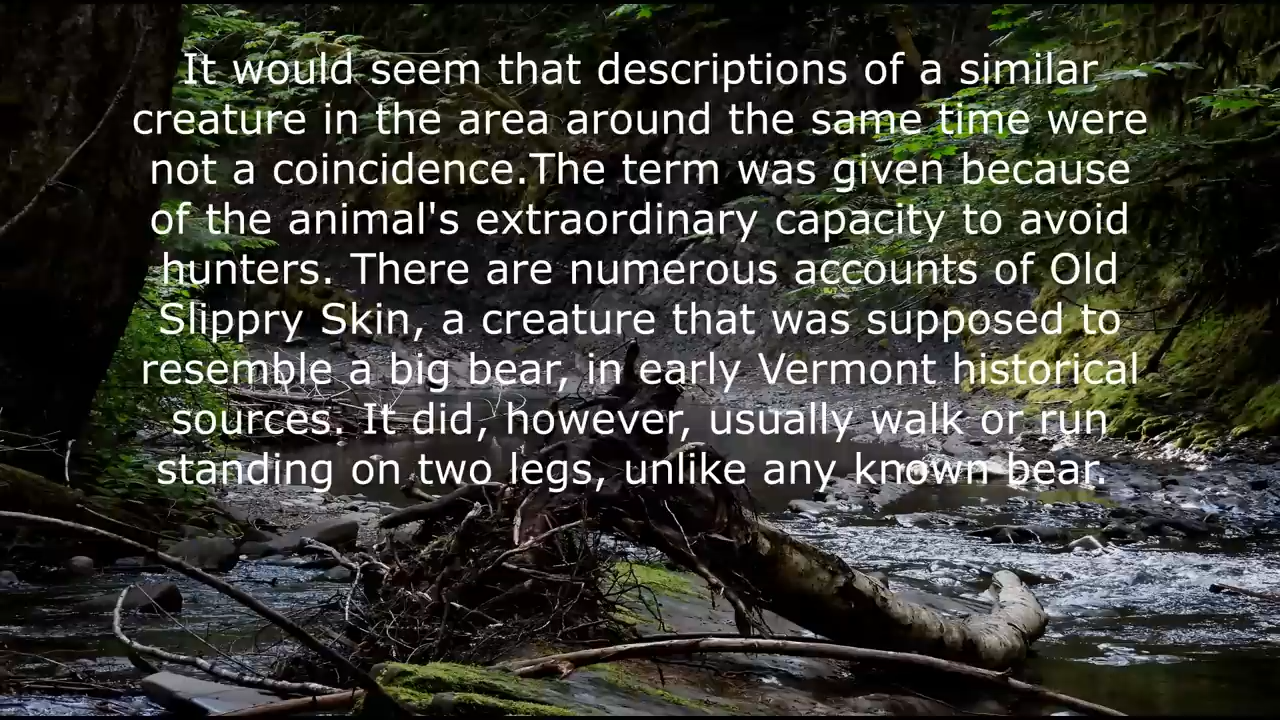 It would seem that descriptions of a similar
creature in the area around the same time were
not a coincidence.The term was given because
of the animal's extraordinary capacity to avoid
hunters. There are numerous accounts of Old
Slippry Skin, a creature that was supposed to
resemble a big bear, in early Vermont historical
sources. It did, however, usually walk or run
standing on two legs, unlike any known bear.